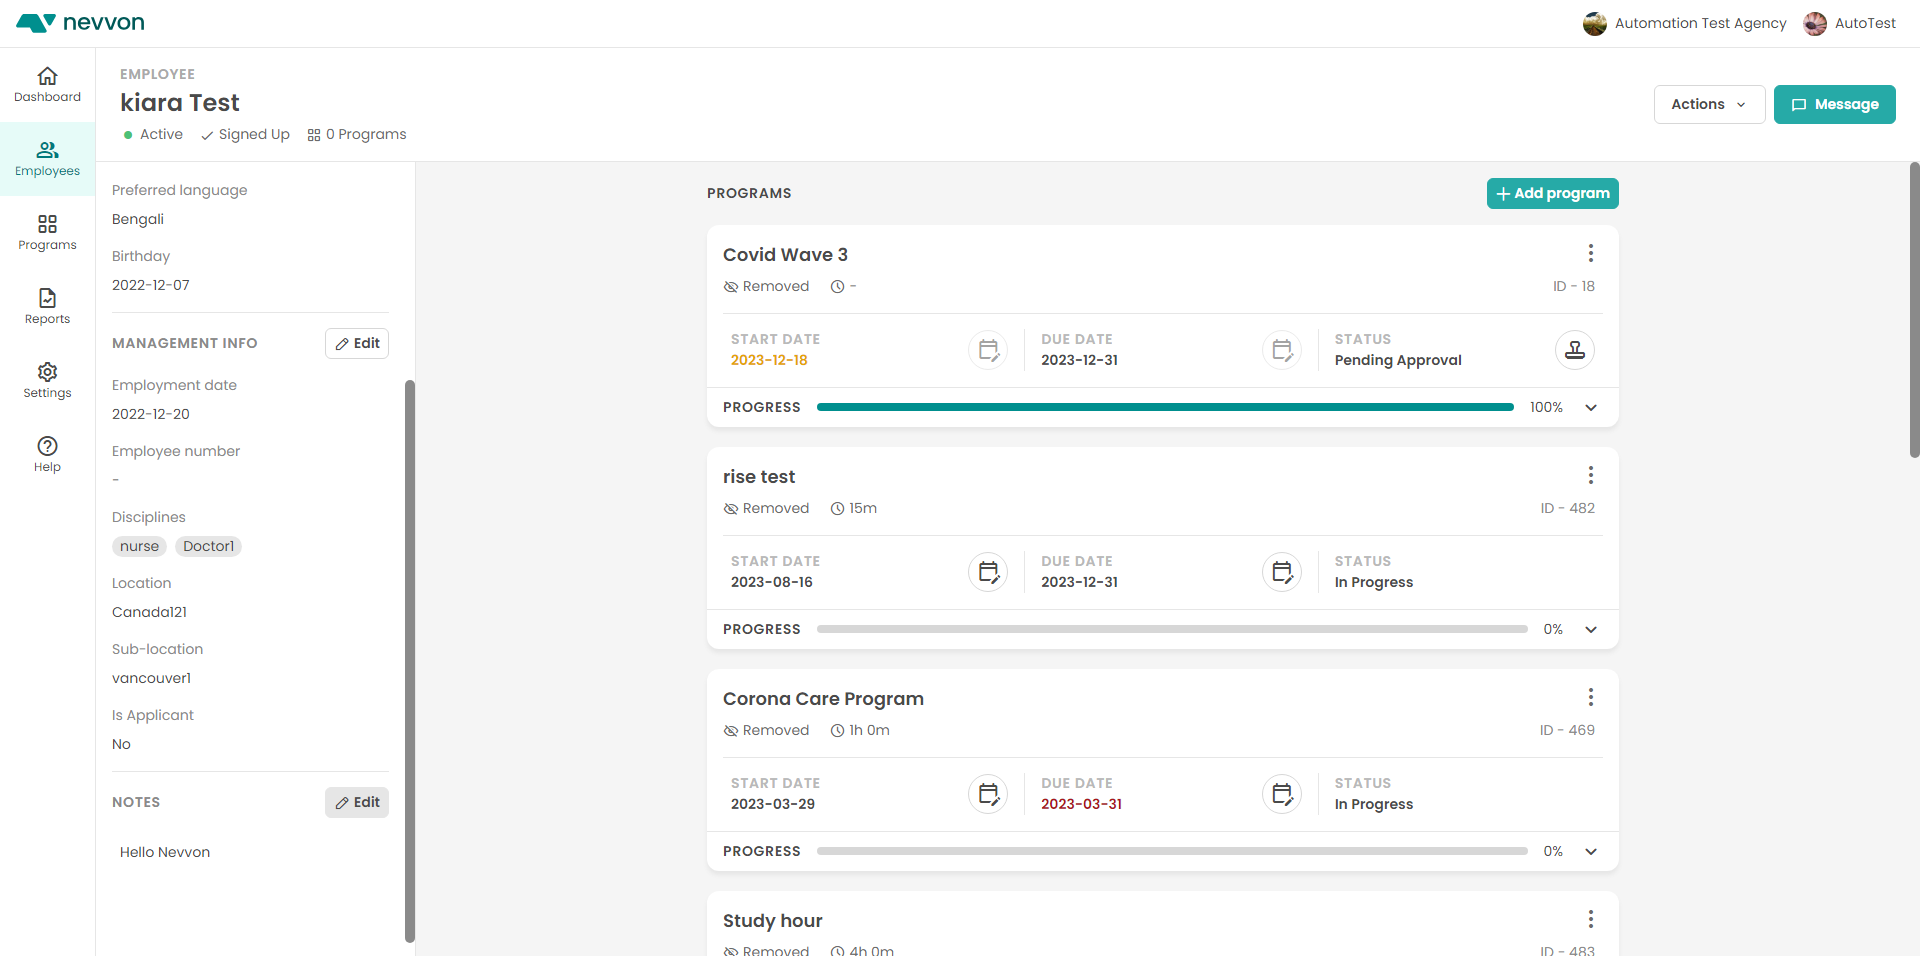 nevvon
Automation Test Agency
AutoTest
Dashboard
Employees
Programs
Reports
Settings
Help
EMPLOYEE
kiara Test
Active
Signed Up
0 Programs
Actions
Message
Preferred language
Bengali
Birthday
2022-12-07
MANAGEMENT INFO
Edit
Employment date
2022-12-20
Employee number
-
Disciplines
nurse Doctor1
Location
Canada121
Sub-location
vancouver1
Is Applicant
No
NOTES
Edit
Hello Nevvon
PROGRAMS
Add program
Covid Wave 3
Removed -
ID - 18
START DATE
2023-12-18
DUE DATE
2023-12-31
STATUS
Pending Approval
PROGRESS 100%
rise test
Removed 15m
ID - 482
START DATE
2023-08-16
DUE DATE
2023-12-31
STATUS
In Progress
PROGRESS 0%
Corona Care Program
Removed 1h 0m
ID - 469
START DATE
2023-03-29
DUE DATE
2023-03-31
STATUS
In Progress
PROGRESS 0%
Study hour
Removed 4h 0m
ID - 483